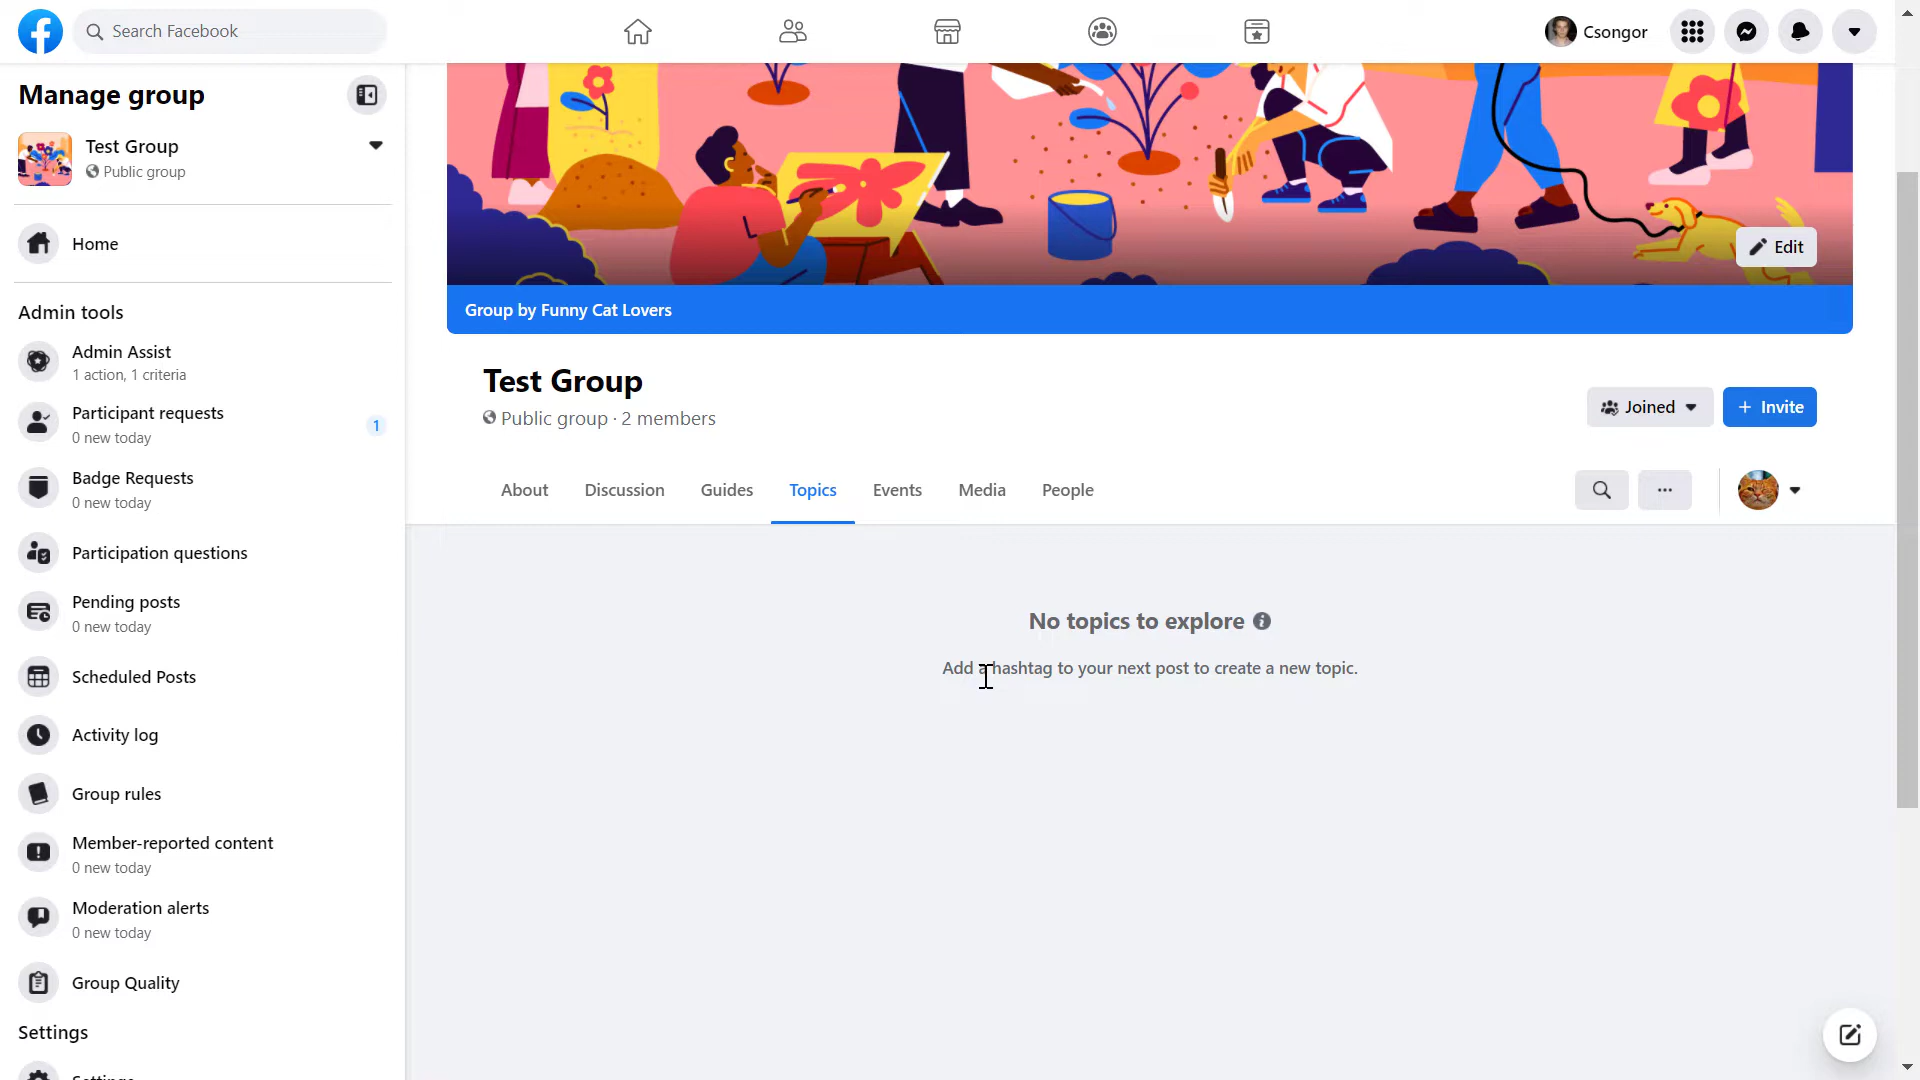 Search Facebook
Csongor
Manage group
Test Group
Public group
Home
Admin tools
Admin Assist
1 action, 1 criteria
Participant requests
0 new today
1
Badge Requests
0 new today
Participation questions
Pending posts
0 new today
Scheduled Posts
Activity log
Group rules
Member-reported content
0 new today
Moderation alerts
0 new today
Group Quality
Settings
Settings
Edit
Group by Funny Cat Lovers
Test Group
Public group · 2 members
Joined
+ Invite
About Discussion Guides Topics Events Media People
No topics to explore
Add a hashtag to your next post to create a new topic.